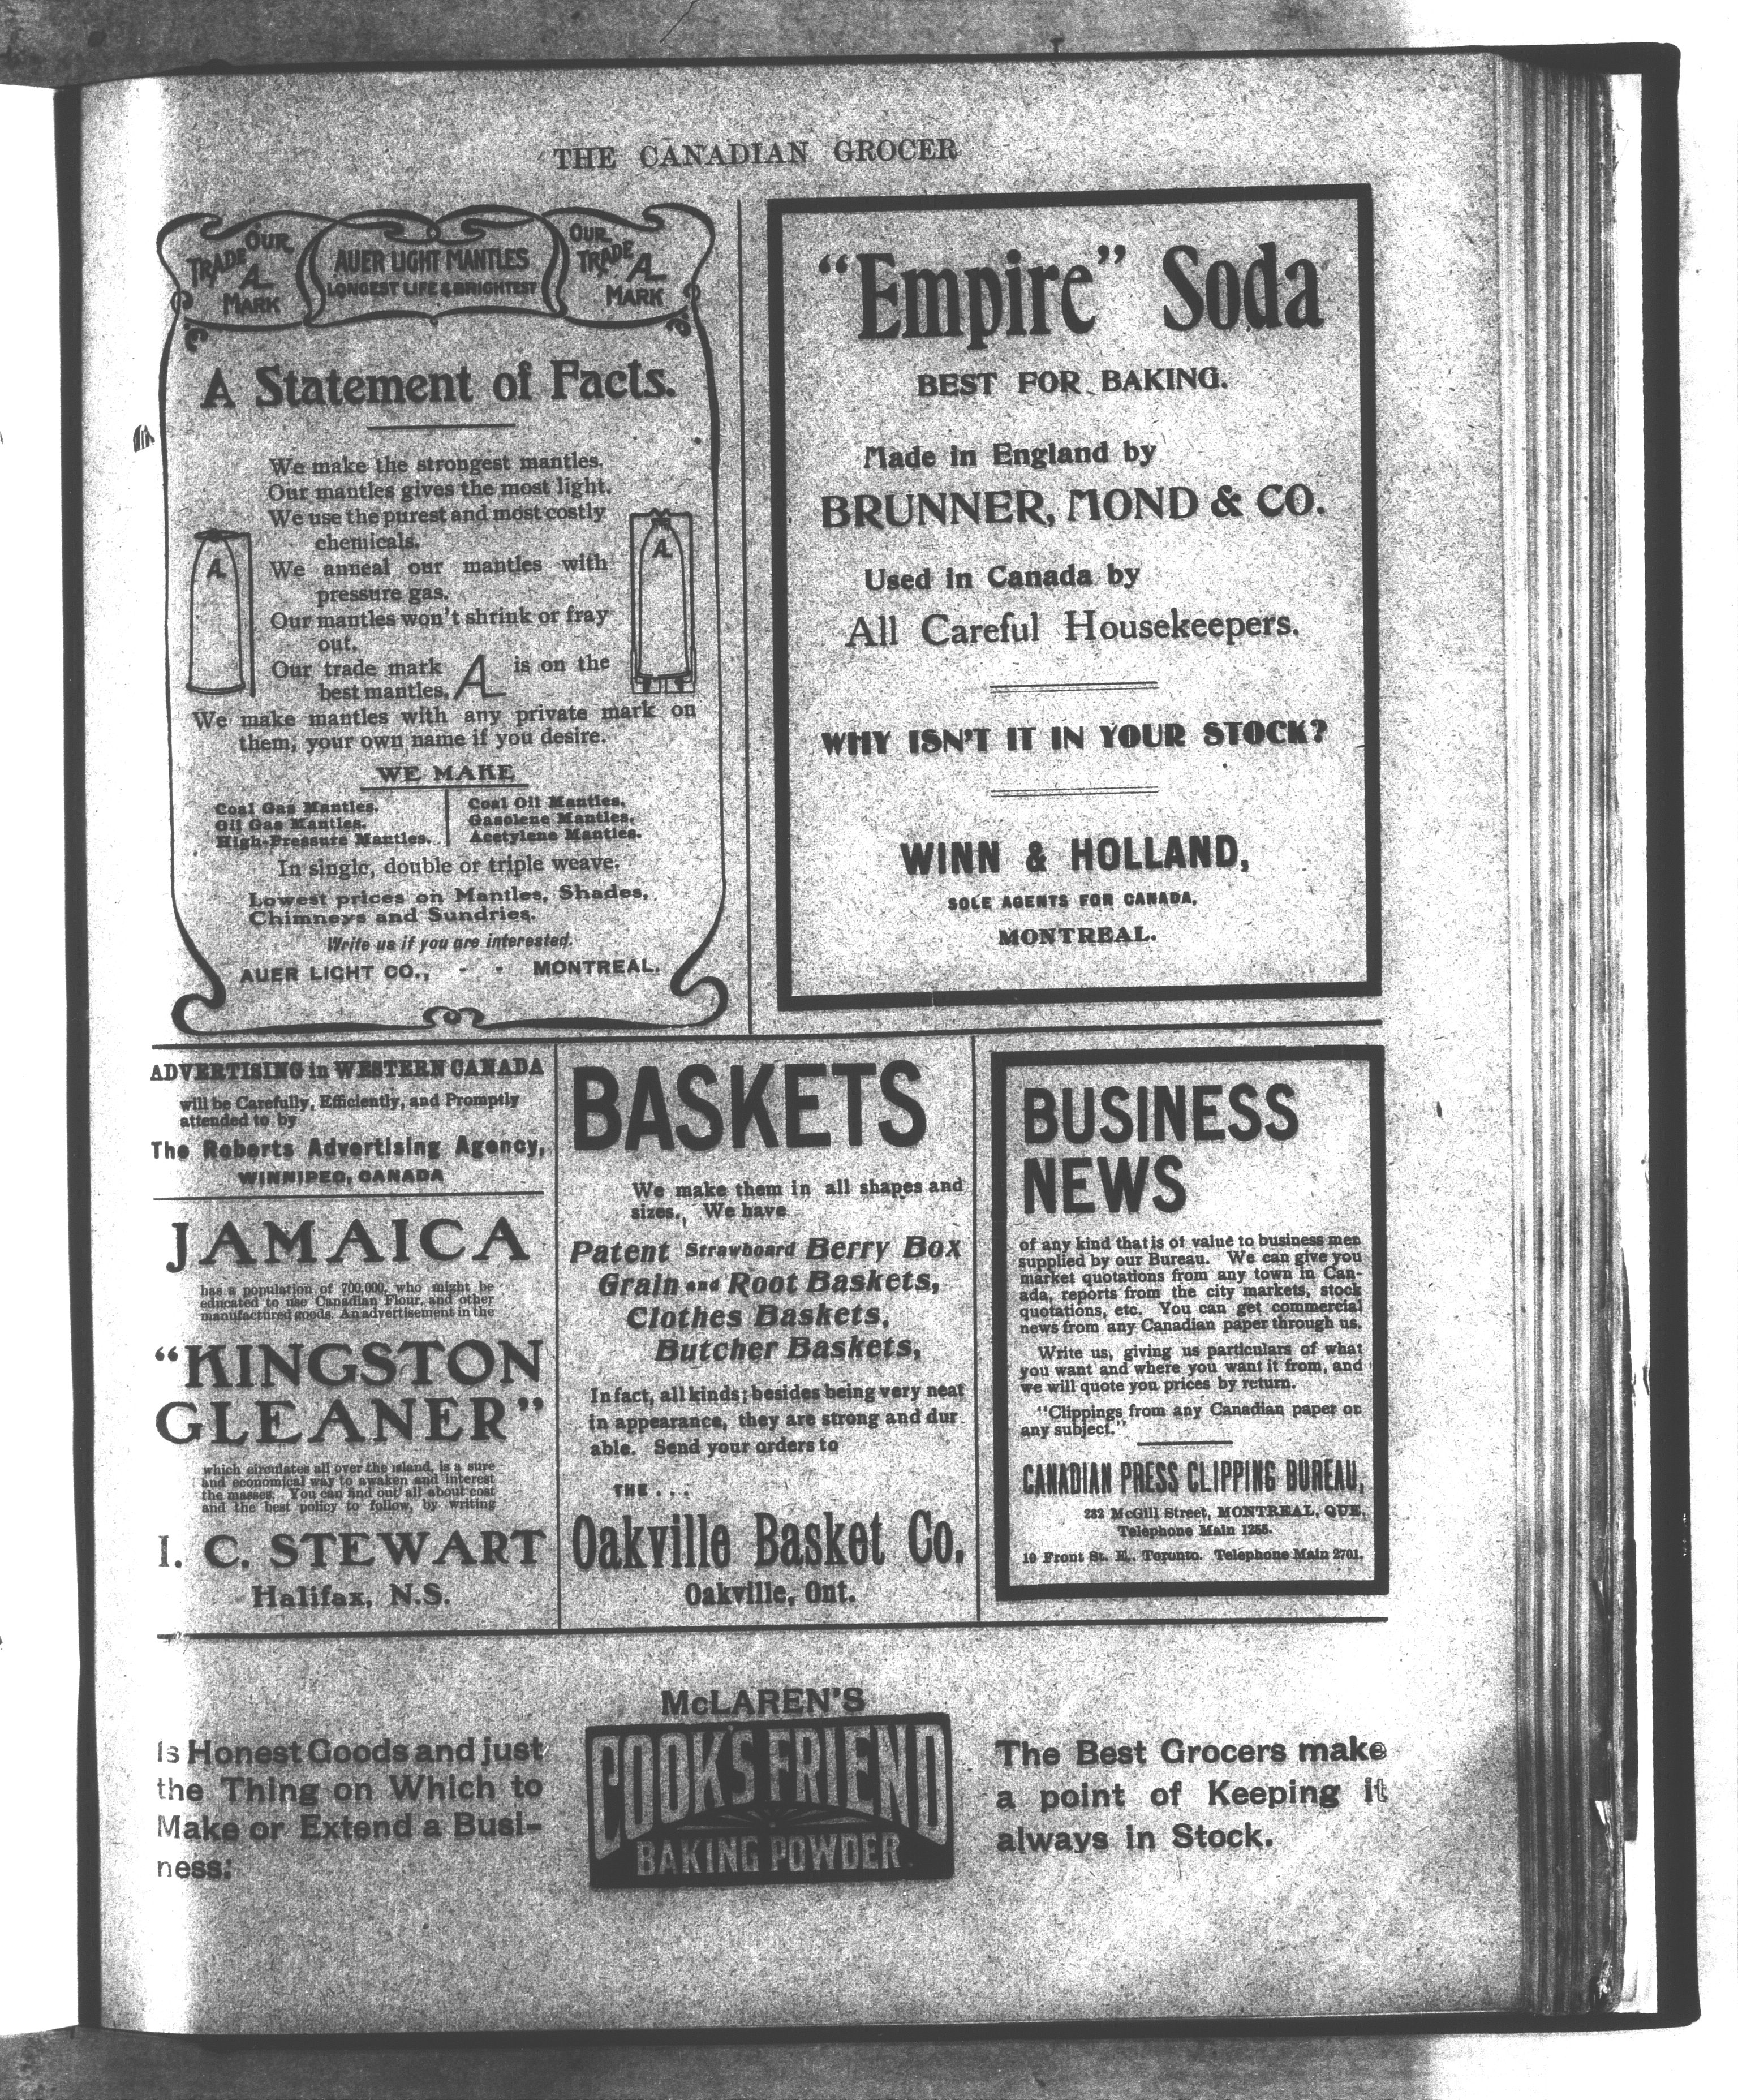 THE CANADIAN GROCER
OUR
TRADE
AL
MARK
AUER LIGHT MANTLES
LONGEST LIFE & BRIGHTEST
OUR
TRADE
AL
MARK
A Statement of Facts.
We make the strongest mantles.
Our mantles gives the most light.
We use the purest and most costly
chemicals.
We anneal our mantles with
pressure gas.
Our mantles won't shrink or fray
out.
Our trade mark AL is on the
best mantles.
We make mantles with any private mark on
them, your own name if you desire.
AL
AL
WE MAKE
Coal Gas Mantles.
Oil Gas Mantles.
High-Pressure Mantles.
Coal Oil Mantles.
Gasolene Mantles.
Acetylene Mantles.
In single, double or triple weave.
Lowest prices on Mantles, Shades,
Chimneys and Sundries.
Write us if you are interested.
AUER LIGHT CO., - - MONTREAL.
"Empire" Soda
BEST FOR BAKING.
Made in England by
BRUNNER, MOND & CO.
Used in Canada by
All Careful Housekeepers.
WHY ISN'T IT IN YOUR STOCK?
WINN & HOLLAND,
SOLE AGENTS FOR CANADA,
MONTREAL.
ADVERTISING in WESTERN CANADA
will be Carefully, Efficiently, and Promptly
attended to by
The Roberts Advertising Agency,
WINNIPEG, CANADA
JAMAICA
has a population of 700,000, who might be
educated to use Canadian Flour, and other
manufactured goods. An advertisement in the
"KINGSTON
GLEANER"
which circulates all over the island, is a sure
and economical way to awaken and interest
the masses. You can find out all about cost
and the best policy to follow, by writing
I. C. STEWART
Halifax, N.S.
BASKETS
We make them in all shapes and
sizes. We have
Patent Strawboard Berry Box
Grain and Root Baskets,
Clothes Baskets,
Butcher Baskets,
In fact, all kinds; besides being very neat
in appearance, they are strong and dur
able. Send your orders to
THE . . .
Oakville Basket Co.
Oakville, Ont.
BUSINESS
NEWS
of any kind that is of value to business men
supplied by our Bureau. We can give you
market quotations from any town in Can-
ada, reports from the city markets, stock
quotations, etc. You can get commercial
news from any Canadian paper through us.
Write us, giving us particulars of what
you want and where you want it from, and
we will quote you prices by return.
"Clippings from any Canadian paper on
any subject."
CANADIAN PRESS CLIPPING BUREAU,
232 McGill Street, MONTREAL, QUE.
Telephone Main 1255.
10 Front St. E., Toronto. Telephone Main 2701.
Is Honest Goods and just
the Thing on Which to
Make or Extend a Busi-
ness.
McLAREN'S
COOK'S FRIEND
BAKING POWDER
The Best Grocers make
a point of Keeping it
always in Stock.